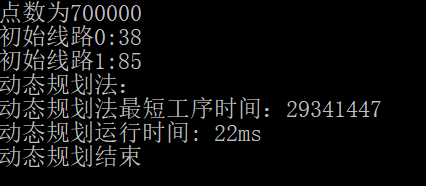 点数为700000
初始线路0:38
初始线路1:85
动态规划法：
动态规划法最短工序时间：29341447
动态规划运行时间: 22ms
动态规划结束